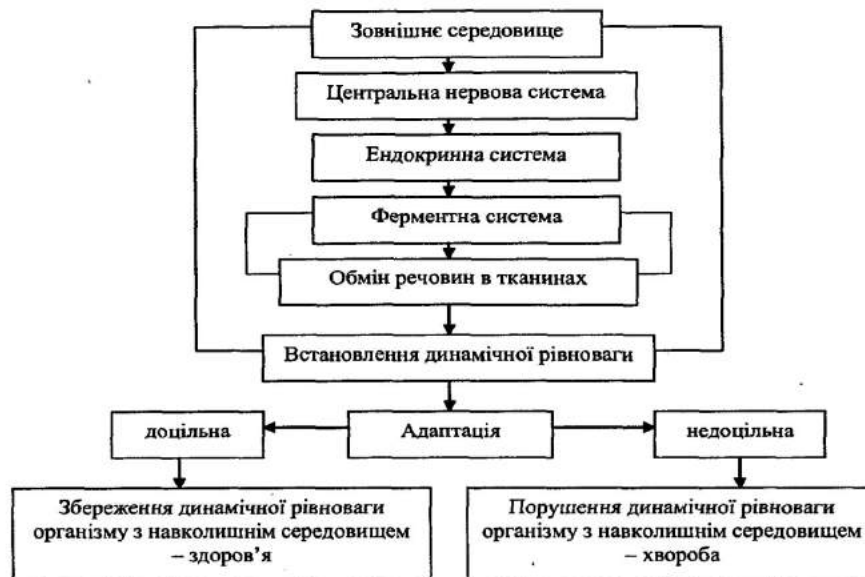 Зовнішнє середовище
Центральна нервова система
Ендокринна система
Ферментна система
Обмін речовин в тканинах
Встановлення динамічної рівноваги
доцільна
Адаптація
недоцільна
Збереження динамічної рівноваги
організму з навколишнім середовищем
– здоров’я
Порушення динамічної рівноваги
організму з навколишнім середовищем
– хвороба